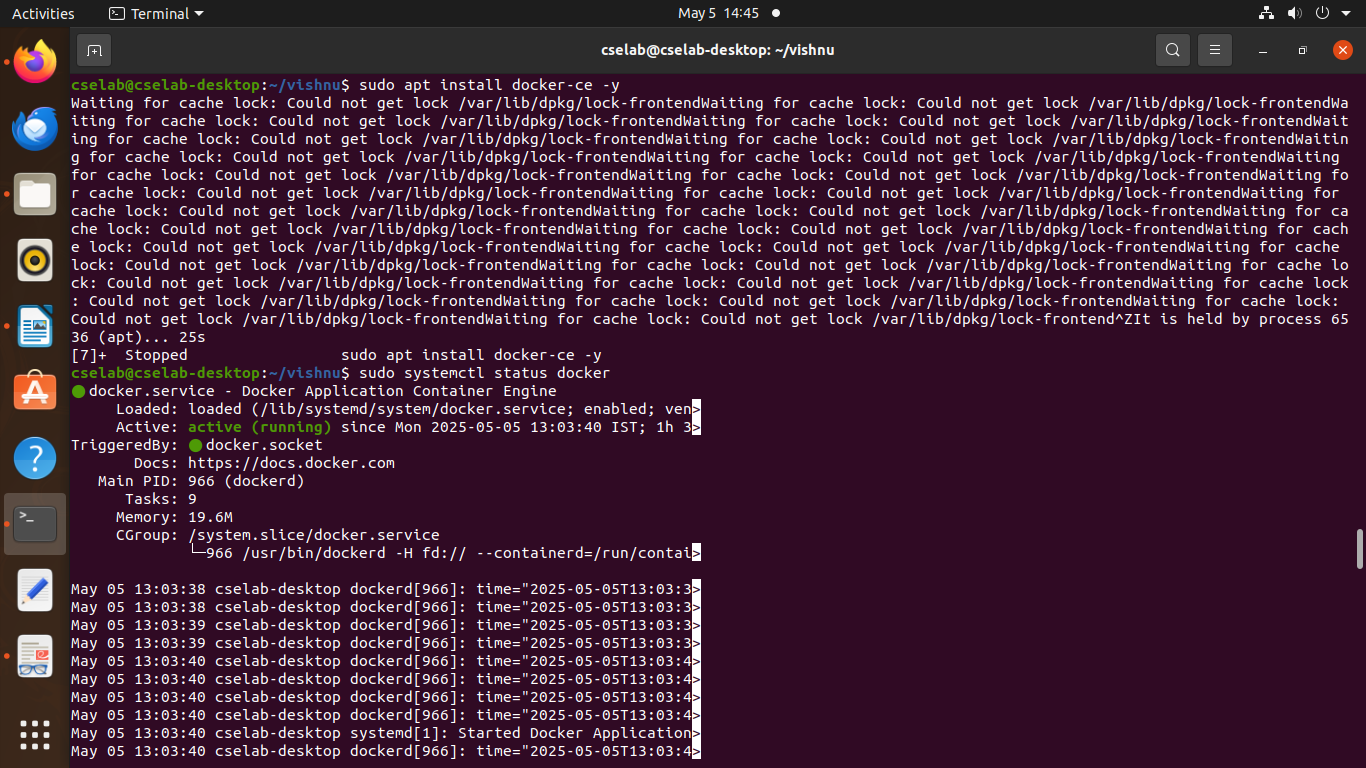 Activities
Terminal
May 5 14:45
cselab@cselab-desktop: ~/vishnu
cselab@cselab-desktop:~/vishnu$ sudo apt install docker-ce -y
Waiting for cache lock: Could not get lock /var/lib/dpkg/lock-frontendWaiting for cache lock: Could not get lock /var/lib/dpkg/lock-frontendWa
iting for cache lock: Could not get lock /var/lib/dpkg/lock-frontendWaiting for cache lock: Could not get lock /var/lib/dpkg/lock-frontendWait
ing for cache lock: Could not get lock /var/lib/dpkg/lock-frontendWaiting for cache lock: Could not get lock /var/lib/dpkg/lock-frontendWaitin
g for cache lock: Could not get lock /var/lib/dpkg/lock-frontendWaiting for cache lock: Could not get lock /var/lib/dpkg/lock-frontendWaiting
for cache lock: Could not get lock /var/lib/dpkg/lock-frontendWaiting for cache lock: Could not get lock /var/lib/dpkg/lock-frontendWaiting fo
r cache lock: Could not get lock /var/lib/dpkg/lock-frontendWaiting for cache lock: Could not get lock /var/lib/dpkg/lock-frontendWaiting for
cache lock: Could not get lock /var/lib/dpkg/lock-frontendWaiting for cache lock: Could not get lock /var/lib/dpkg/lock-frontendWaiting for ca
che lock: Could not get lock /var/lib/dpkg/lock-frontendWaiting for cache lock: Could not get lock /var/lib/dpkg/lock-frontendWaiting for cach
e lock: Could not get lock /var/lib/dpkg/lock-frontendWaiting for cache lock: Could not get lock /var/lib/dpkg/lock-frontendWaiting for cache
lock: Could not get lock /var/lib/dpkg/lock-frontendWaiting for cache lock: Could not get lock /var/lib/dpkg/lock-frontendWaiting for cache lo
ck: Could not get lock /var/lib/dpkg/lock-frontendWaiting for cache lock: Could not get lock /var/lib/dpkg/lock-frontendWaiting for cache lock
: Could not get lock /var/lib/dpkg/lock-frontendWaiting for cache lock: Could not get lock /var/lib/dpkg/lock-frontendWaiting for cache lock:
Could not get lock /var/lib/dpkg/lock-frontendWaiting for cache lock: Could not get lock /var/lib/dpkg/lock-frontend^ZIt is held by process 65
36 (apt)... 25s
[7]+  Stopped                 sudo apt install docker-ce -y
cselab@cselab-desktop:~/vishnu$ sudo systemctl status docker
● docker.service - Docker Application Container Engine
     Loaded: loaded (/lib/systemd/system/docker.service; enabled; ven>
     Active: active (running) since Mon 2025-05-05 13:03:40 IST; 1h 3>
TriggeredBy: ● docker.socket
       Docs: https://docs.docker.com
   Main PID: 966 (dockerd)
      Tasks: 9
     Memory: 19.6M
     CGroup: /system.slice/docker.service
             └─966 /usr/bin/dockerd -H fd:// --containerd=/run/contai>
May 05 13:03:38 cselab-desktop dockerd[966]: time="2025-05-05T13:03:3>
May 05 13:03:38 cselab-desktop dockerd[966]: time="2025-05-05T13:03:3>
May 05 13:03:39 cselab-desktop dockerd[966]: time="2025-05-05T13:03:3>
May 05 13:03:39 cselab-desktop dockerd[966]: time="2025-05-05T13:03:3>
May 05 13:03:40 cselab-desktop dockerd[966]: time="2025-05-05T13:03:4>
May 05 13:03:40 cselab-desktop dockerd[966]: time="2025-05-05T13:03:4>
May 05 13:03:40 cselab-desktop dockerd[966]: time="2025-05-05T13:03:4>
May 05 13:03:40 cselab-desktop dockerd[966]: time="2025-05-05T13:03:4>
May 05 13:03:40 cselab-desktop systemd[1]: Started Docker Application>
May 05 13:03:40 cselab-desktop dockerd[966]: time="2025-05-05T13:03:4>